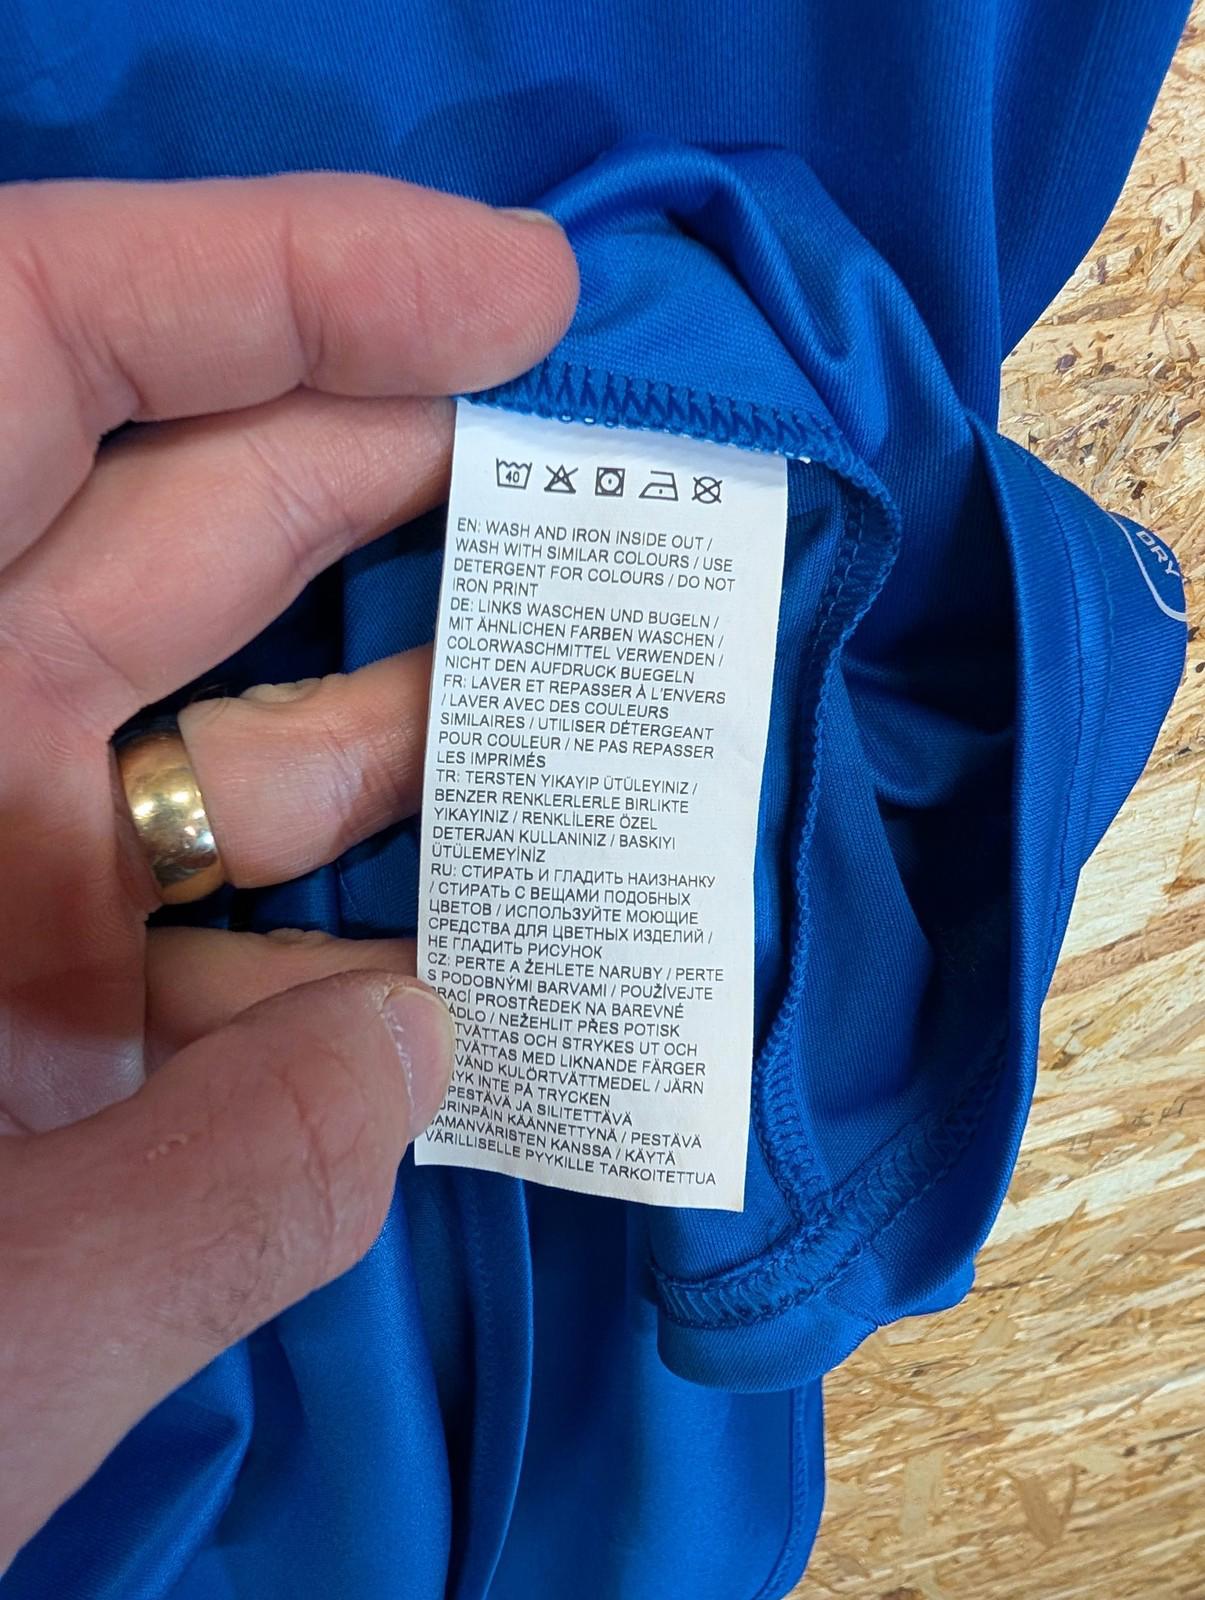 40
EN: WASH AND IRON INSIDE OUT /
WASH WITH SIMILAR COLOURS / USE
DETERGENT FOR COLOURS / DO NOT
IRON PRINT
DE: LINKS WASCHEN UND BUGELN /
MIT ÄHNLICHEN FARBEN WASCHEN /
COLORWASCHMITTEL VERWENDEN /
NICHT DEN AUFDRUCK BUEGELN
FR: LAVER ET REPASSER À L'ENVERS
/ LAVER AVEC DES COULEURS
SIMILAIRES / UTILISER DÉTERGEANT
POUR COULEUR / NE PAS REPASSER
LES IMPRIMÉS
TR: TERSTEN YIKAYIP ÜTÜLEYINIZ /
BENZER RENKLERLERLE BIRLIKTE
YIKAYINIZ / RENKLİLERE ÖZEL
DETERJAN KULLANINIZ / BASKIYI
ÜTÜLEMEYİNİZ
RU: СТИРАТЬ И ГЛАДИТЬ НАИЗНАНКУ
/ СТИРАТЬ С ВЕЩАМИ ПОДОБНЫХ
ЦВЕТОВ / ИСПОЛЬЗУЙТЕ МОЮЩИЕ
СРЕДСТВА ДЛЯ ЦВЕТНЫХ ИЗДЕЛИЙ /
НЕ ГЛАДИТЬ РИСУНОК
CZ: PERTE A ŽEHLETE NARUBY / PERTE
S PODOBNÝMI BARVAMI / POUŽÍVEJTE
PRACÍ PROSTŘEDEK NA BAREVNÉ
/ NEŽEHLIT PŘES POTISK
OCH STRYKES UT OCH
MED LIKNANDE FÄRGER
KULÖRTVÄTTMEDEL / JÄRN
INTE PÅ TRYCKEN
JA SILITETTÄVÄ
KÄÄNNETTYNÄ / PESTÄVÄ
KANSSA / KÄYTÄ
VÄRILLISELLE PYYKILLE TARKOITETTUA
DRY